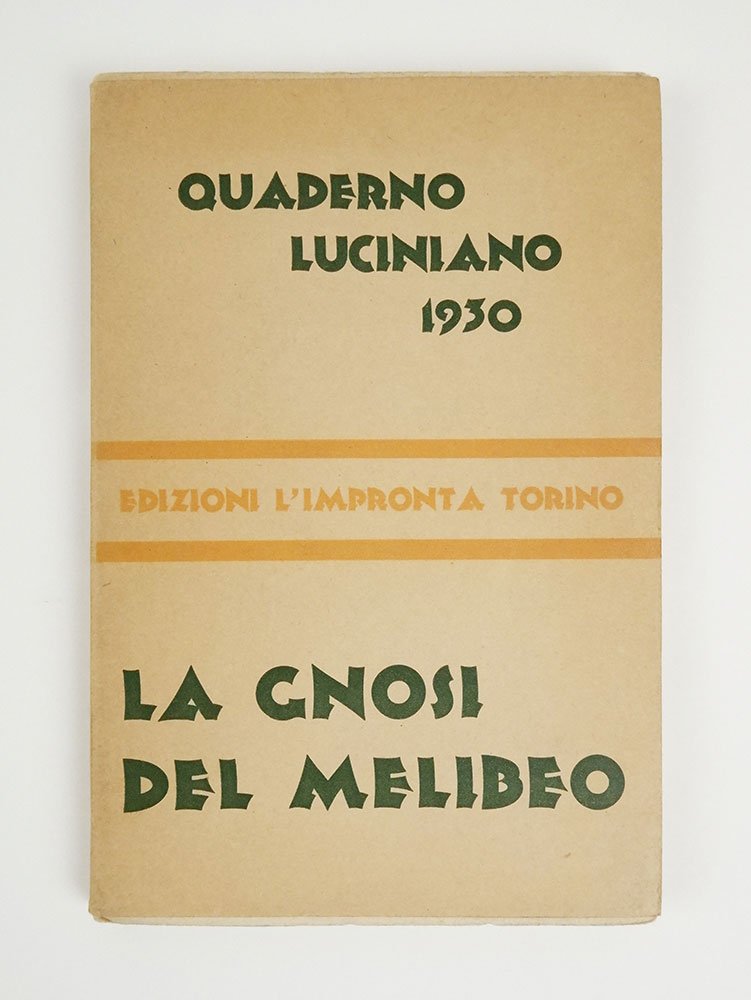 QUADERNO
LUCINIANO
1930
EDIZIONI L'IMPRONTA TORINO
LA GNOSI
DEL MELIBEO